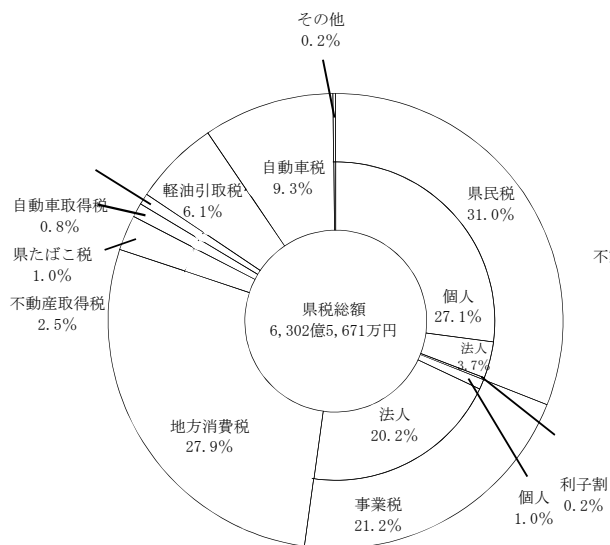 その他
0.2%
自動車税
9.3%
軽油引取税
6.1%
自動車取得税
0.8%
県たばこ税
1.0%
不動産取得税
2.5%
県民税
31.0%
個人
27.1%
法人
3.7%
県税総額
6,302億5,671万円
法人
20.2%
地方消費税
27.9%
事業税
21.2%
個人
1.0%
利子割
0.2%